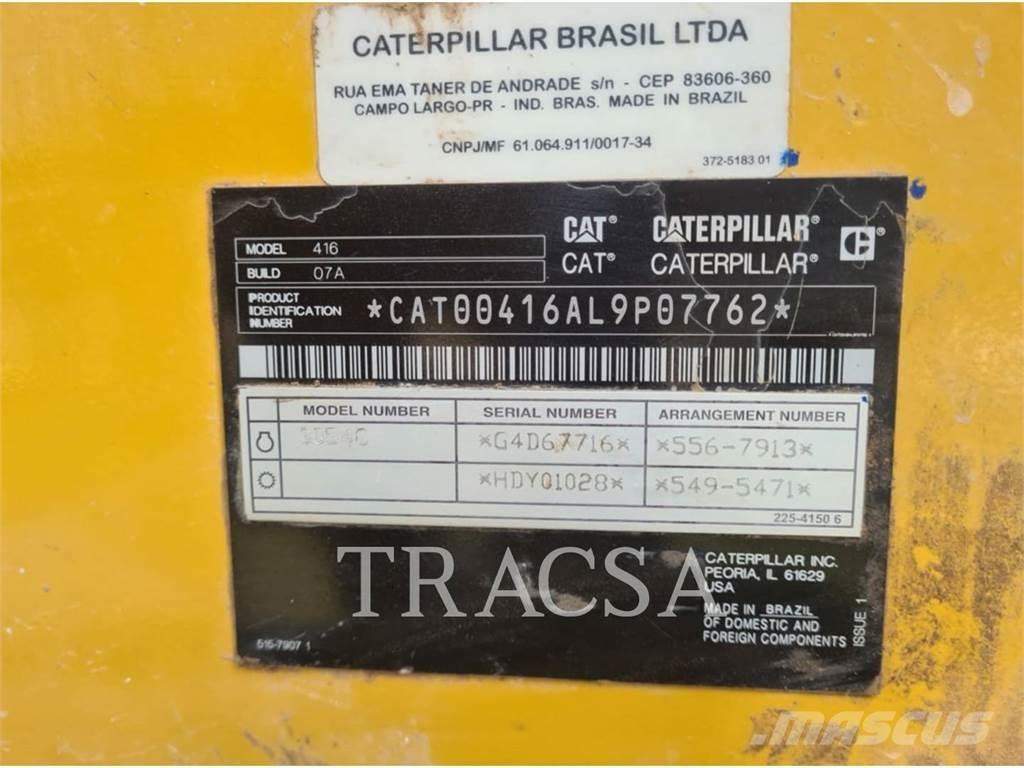 CATERPILLAR BRASIL LTDA
RUA EMA TANER DE ANDRADE s/n - CEP 83606-360
CAMPO LARGO-PR - IND. BRAS. MADE IN BRAZIL
CNPJ/MF 61.064.911/0017-34
372-5183 01
CAT® CATERPILLAR®
CAT® CATERPILLAR®
MODEL 416
BUILD 07A
PRODUCT IDENTIFICATION NUMBER *CAT00416AL9P07762*
MODEL NUMBER SERIAL NUMBER ARRANGEMENT NUMBER
*G4D67716* *556-7913*
*HDY01028* *549-5471*
225-4150 6
TRACSA
CATERPILLAR INC.
PEORIA, IL 61629
USA
MADE IN BRAZIL
OF DOMESTIC AND
FOREIGN COMPONENTS
ISSUE 1
515-7907 1
mascus